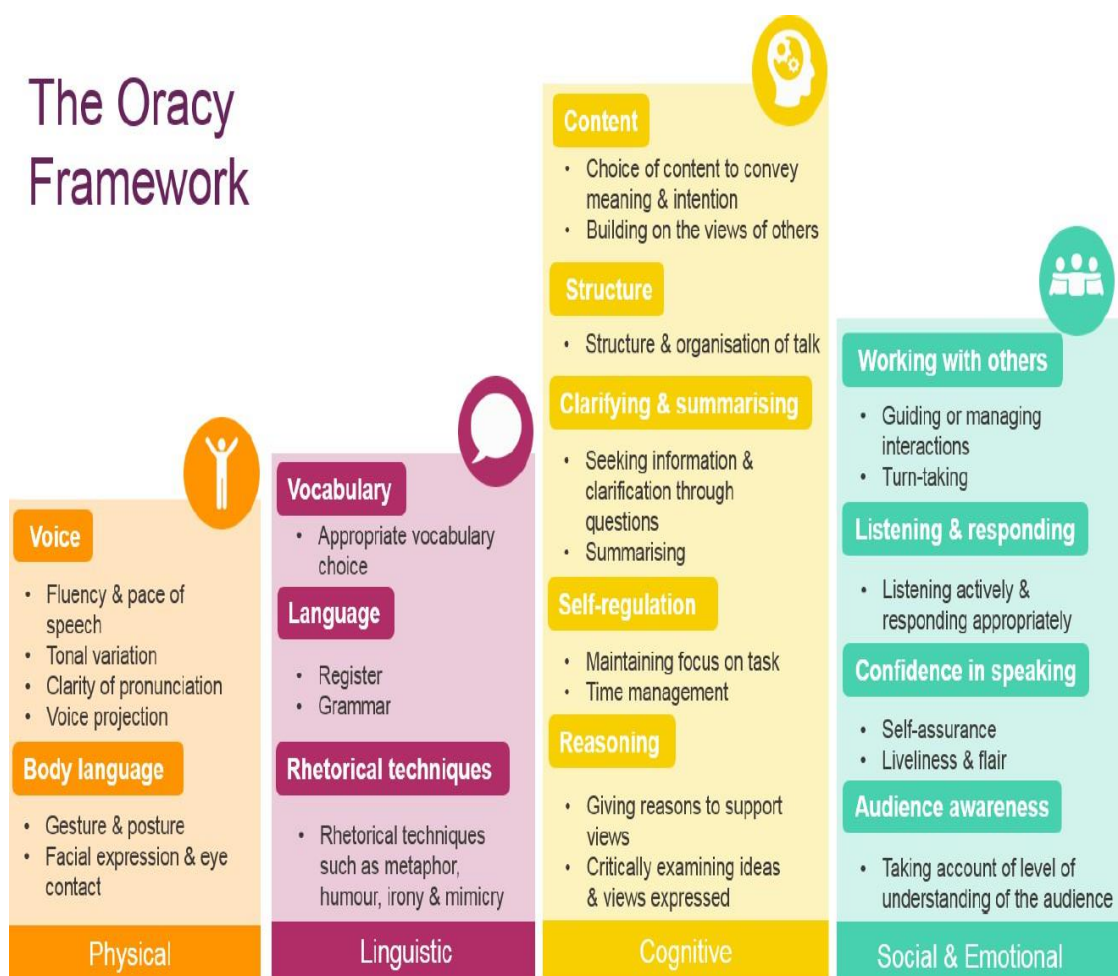 The Oracy
Framework
Voice
• Fluency & pace of
speech
• Tonal variation
• Clarity of pronunciation
• Voice projection
Body language
• Gesture & posture
• Facial expression & eye
contact
Physical
Vocabulary
• Appropriate vocabulary
choice
Language
• Register
• Grammar
Rhetorical techniques
• Rhetorical techniques
such as metaphor,
humour, irony & mimicry
Linguistic
Content
• Choice of content to convey
meaning & intention
• Building on the views of others
Structure
• Structure & organisation of talk
Clarifying & summarising
• Seeking information &
clarification through
questions
• Summarising
Self-regulation
• Maintaining focus on task
• Time management
Reasoning
• Giving reasons to support
views
• Critically examining ideas
& views expressed
Cognitive
Working with others
• Guiding or managing
interactions
• Turn-taking
Listening & responding
• Listening actively &
responding appropriately
Confidence in speaking
• Self-assurance
• Liveliness & flair
Audience awareness
• Taking account of level of
understanding of the audience
Social & Emotional